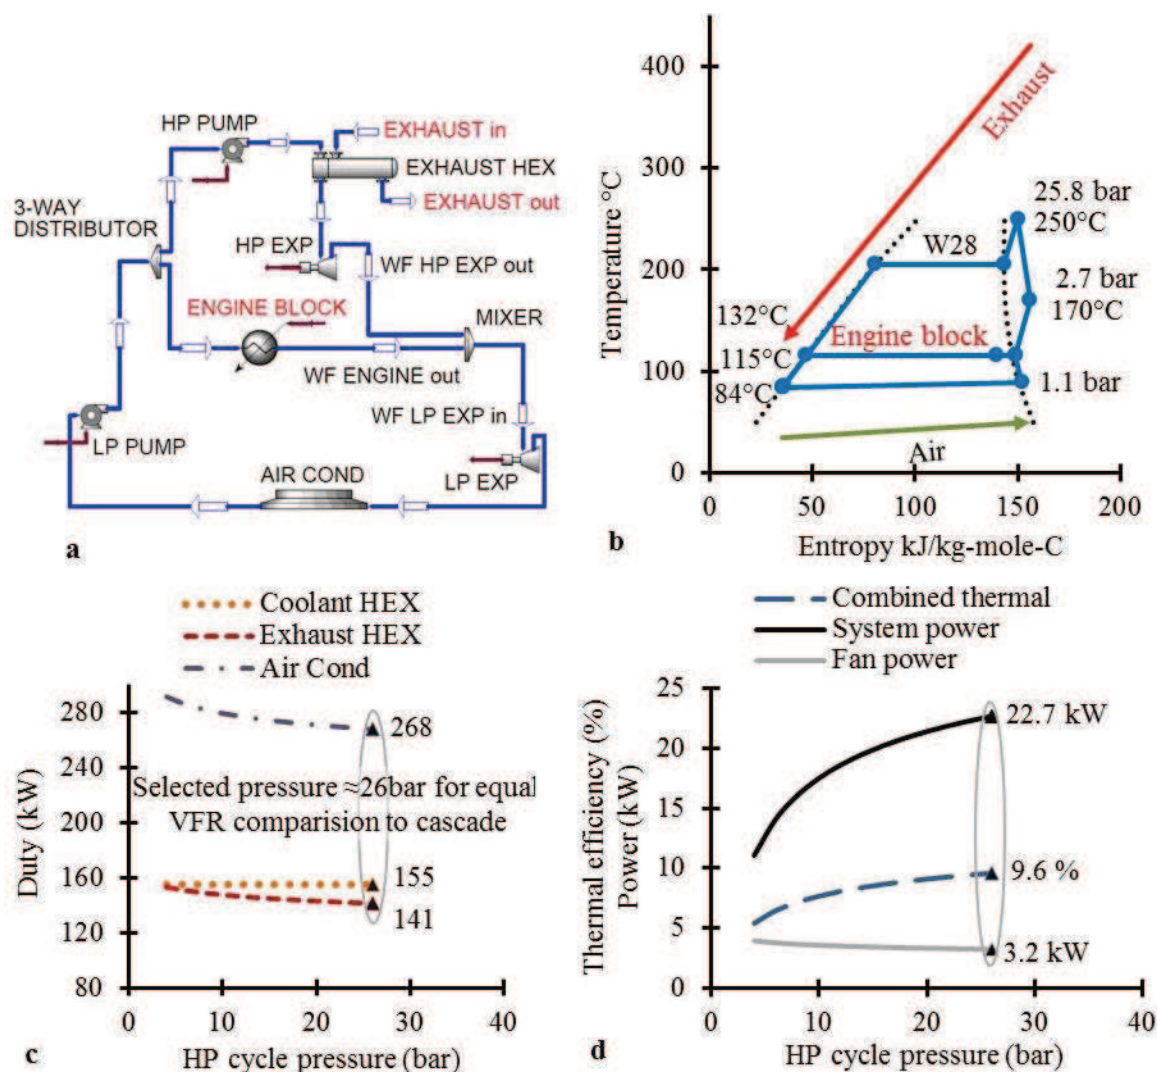 HP PUMP
EXHAUST in
EXHAUST HEX
EXHAUST out
3-WAY
DISTRIBUTOR
HP EXP
WF HP EXP out
ENGINE BLOCK
MIXER
WF ENGINE out
WF LP EXP in
LP PUMP
AIR COND
LP EXP
a
Temperature °C
400
300
200
100
0
Exhaust
25.8 bar
250°C
W28
2.7 bar
170°C
132°C
Engine block
115°C
84°C
1.1 bar
Air
0
50
100
150
200
Entropy kJ/kg-mole-C
b
Coolant HEX
Exhaust HEX
Air Cond
Duty (kW)
280
240
200
160
120
80
268
Selected pressure ≈26bar for equal
VFR comparision to cascade
155
141
0
10
20
30
40
HP cycle pressure (bar)
c
Combined thermal
System power
Fan power
Thermal efficiency (%)
Power (kW)
25
20
15
10
5
0
22.7 kW
9.6 %
3.2 kW
0
10
20
30
40
HP cycle pressure (bar)
d